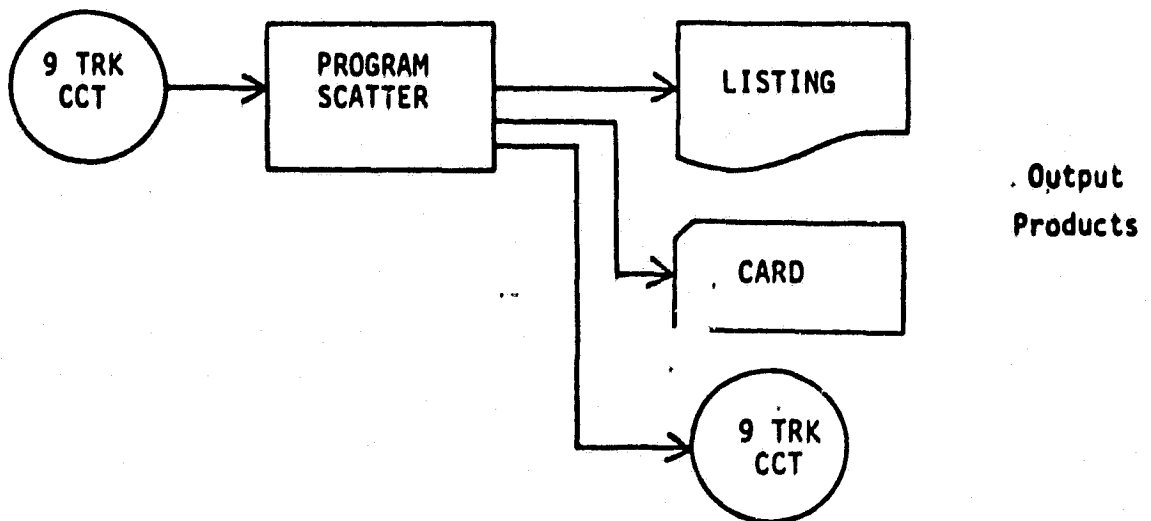 9 TRK
CCT
PROGRAM
SCATTER
LISTING
Output
Products
CARD
9 TRK
CCT